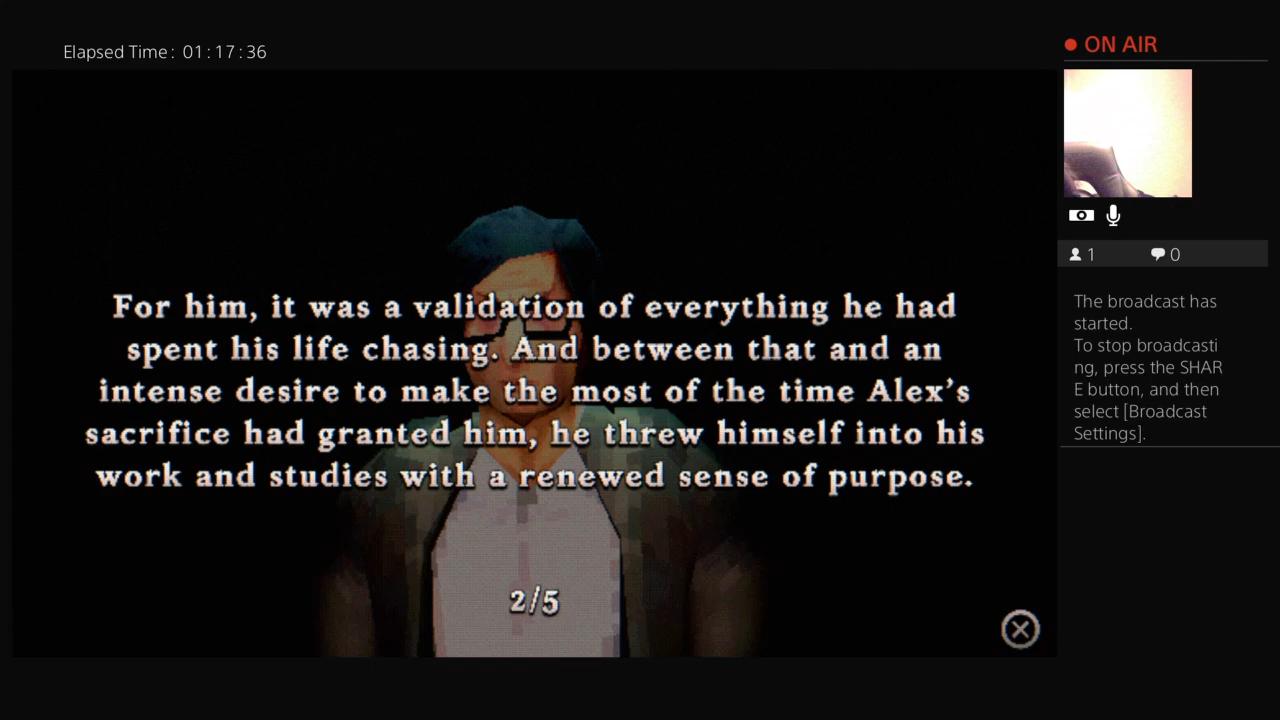 Elapsed Time: 01:17:36
ON AIR
1 0
For him, it was a validation of everything he had
spent his life chasing. And between that and an
intense desire to make the most of the time Alex's
sacrifice had granted him, he threw himself into his
work and studies with a renewed sense of purpose.
2/5
The broadcast has
started.
To stop broadcasti
ng, press the SHAR
E button, and then
select [Broadcast
Settings].